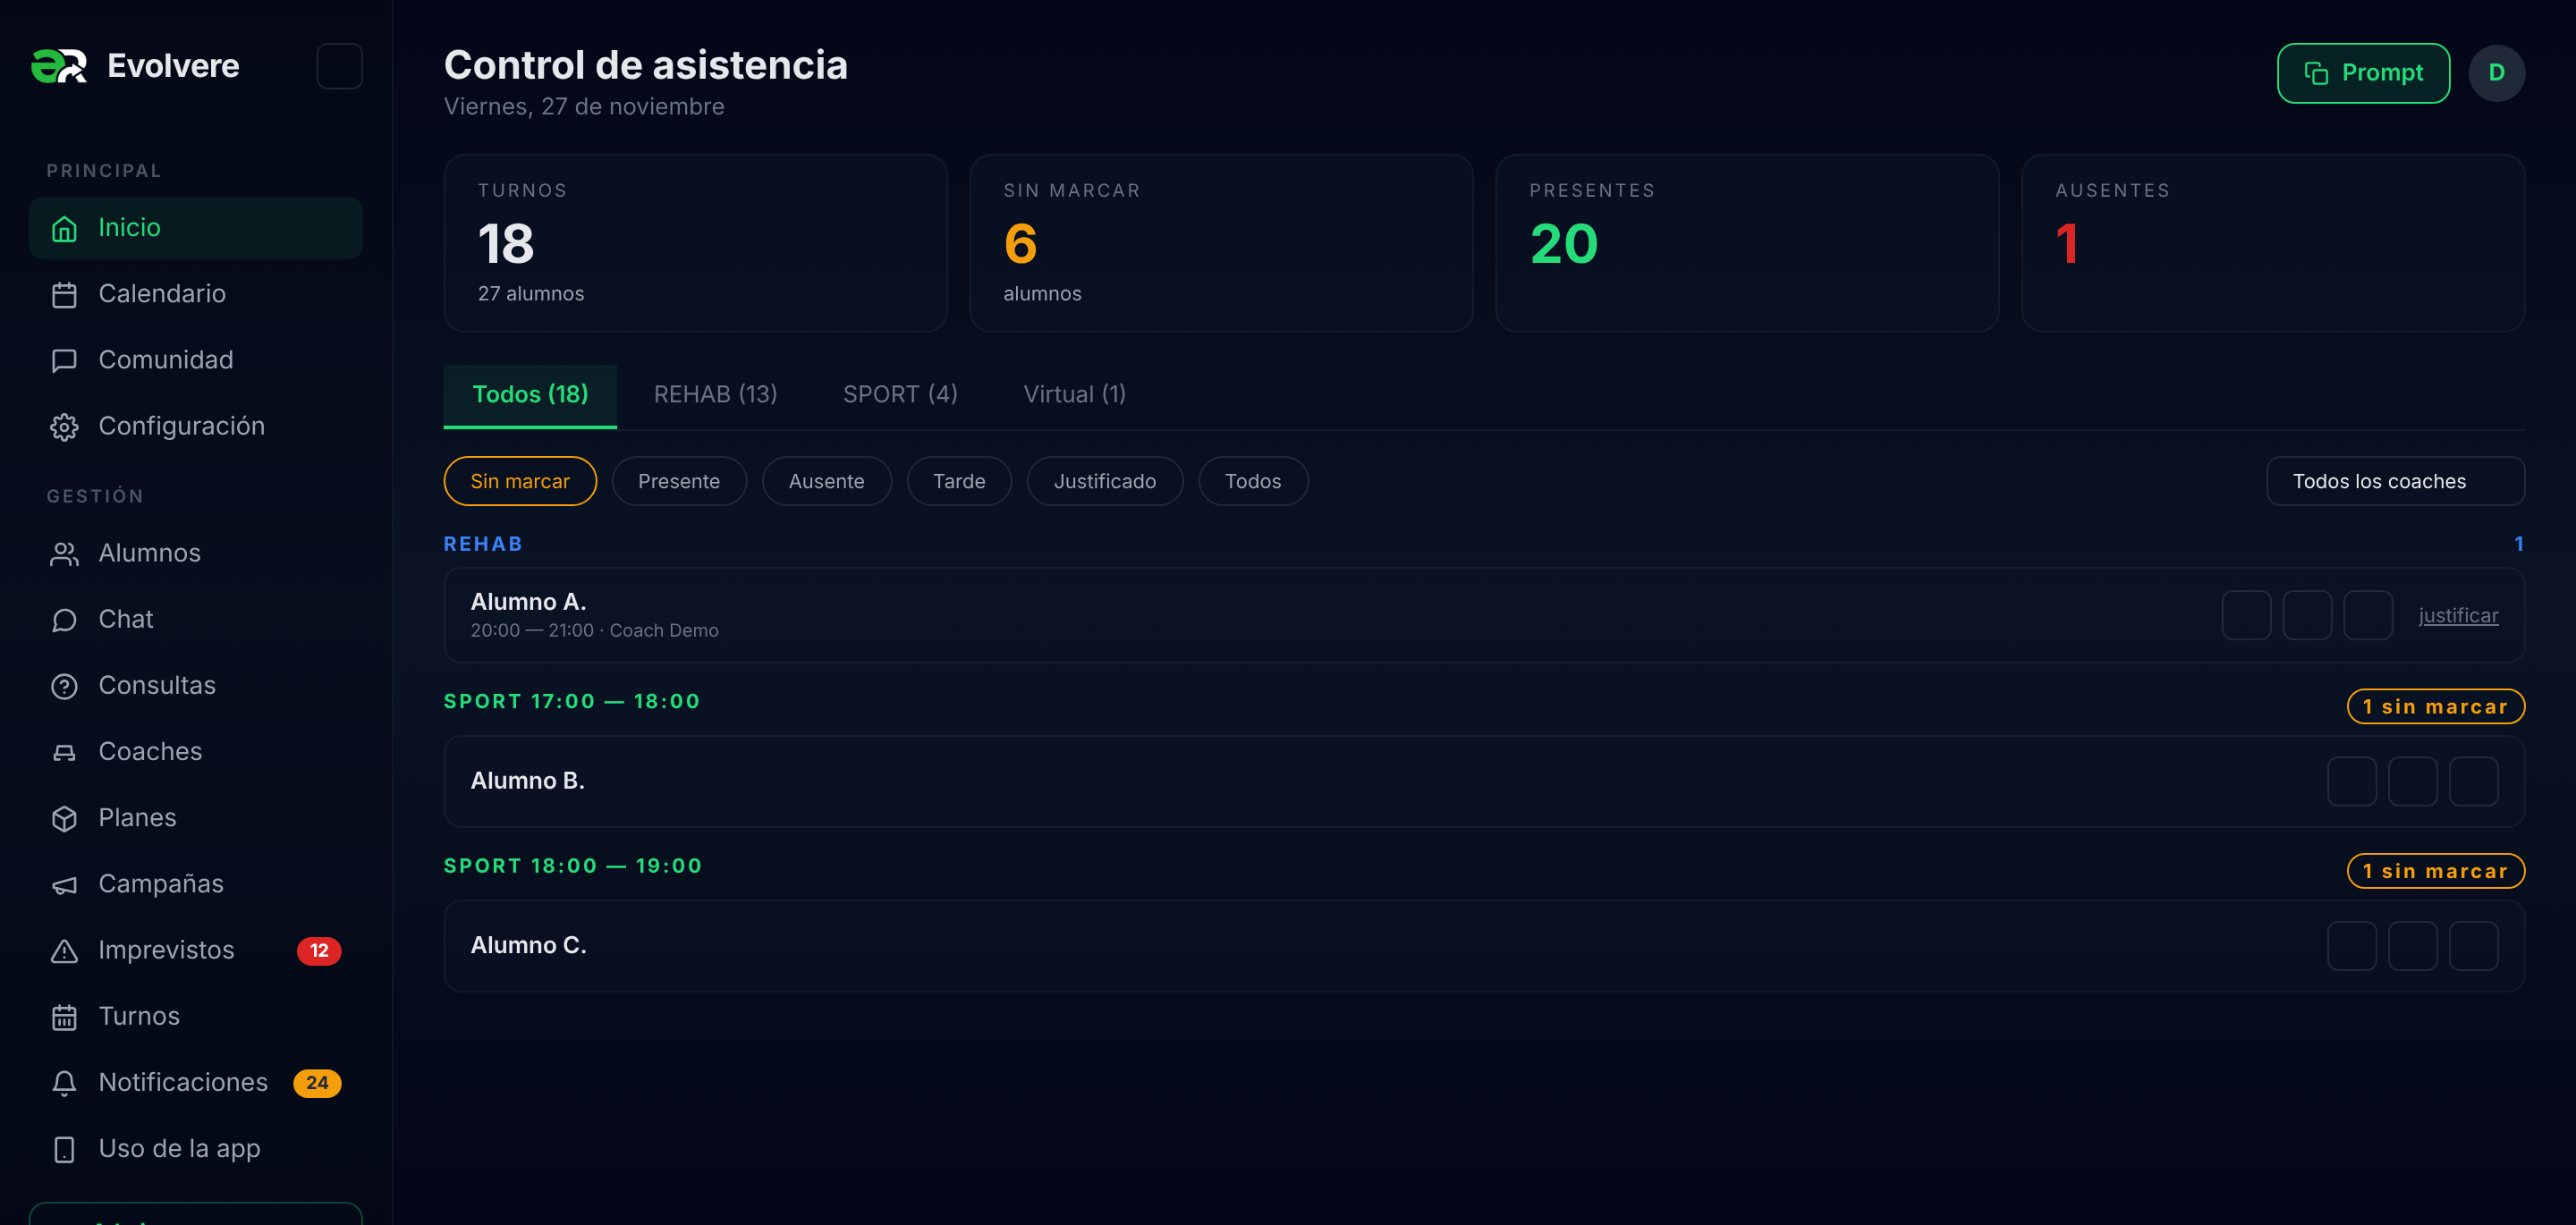 Evolvere
PRINCIPAL
Inicio
Calendario
Comunidad
Configuración
GESTIÓN
Alumnos
Chat
Consultas
Coaches
Planes
Campañas
Imprevistos 12
Turnos
Notificaciones 24
Uso de la app
Control de asistencia
Viernes, 27 de noviembre
Prompt D
TURNOS
18
27 alumnos
SIN MARCAR
6
alumnos
PRESENTES
20
AUSENTES
1
Todos (18) REHAB (13) SPORT (4) Virtual (1)
Sin marcar Presente Ausente Tarde Justificado Todos Todos los coaches
REHAB 1
Alumno A.
20:00 — 21:00 · Coach Demo
justificar
SPORT 17:00 — 18:00 1 sin marcar
Alumno B.
SPORT 18:00 — 19:00 1 sin marcar
Alumno C.